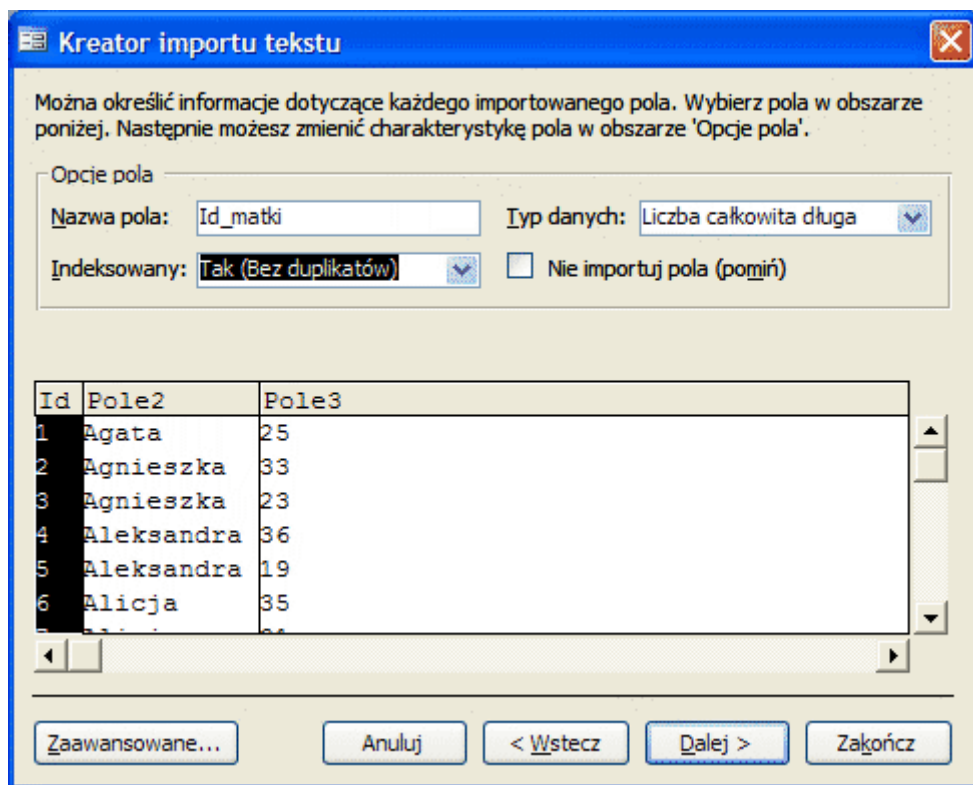 Kreator importu tekstu
Można określić informacje dotyczące każdego importowanego pola. Wybierz pola w obszarze
poniżej. Następnie możesz zmienić charakterystykę pola w obszarze 'Opcje pola'.
Opcje pola
Nazwa pola: Id_matki Typ danych: Liczba całkowita długa
Indeksowany: Tak (Bez duplikatów) Nie importuj pola (pomiń)
Id Pole2 Pole3
1 Agata 25
2 Agnieszka 33
3 Agnieszka 23
4 Aleksandra 36
5 Aleksandra 19
6 Alicja 35
Zaawansowane... Anuluj < Wstecz Dalej > Zakończ